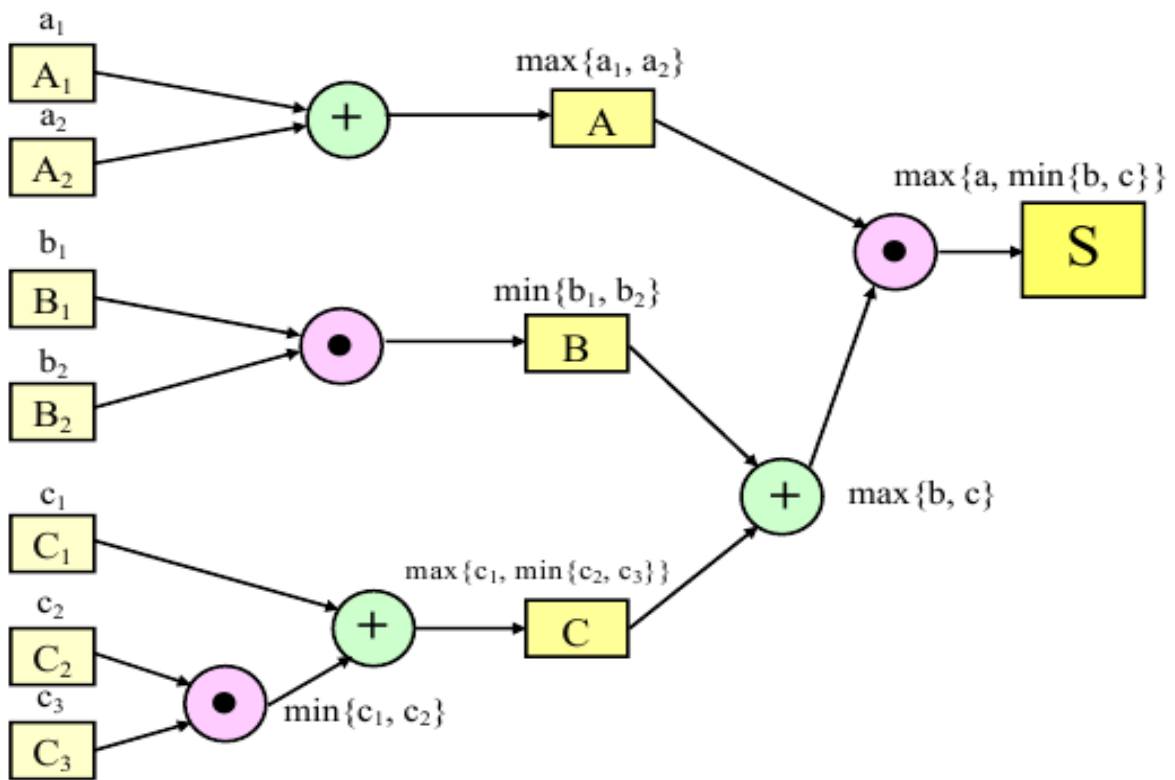 a₁
A₁
a₂
A₂
+
max{a₁, a₂}
A
max{a, min{b, c}}
S
b₁
B₁
b₂
B₂
min{b₁, b₂}
B
+
max{b, c}
c₁
C₁
c₂
C₂
c₃
C₃
+
min{c₁, c₂}
max{c₁, min{c₂, c₃}}
C